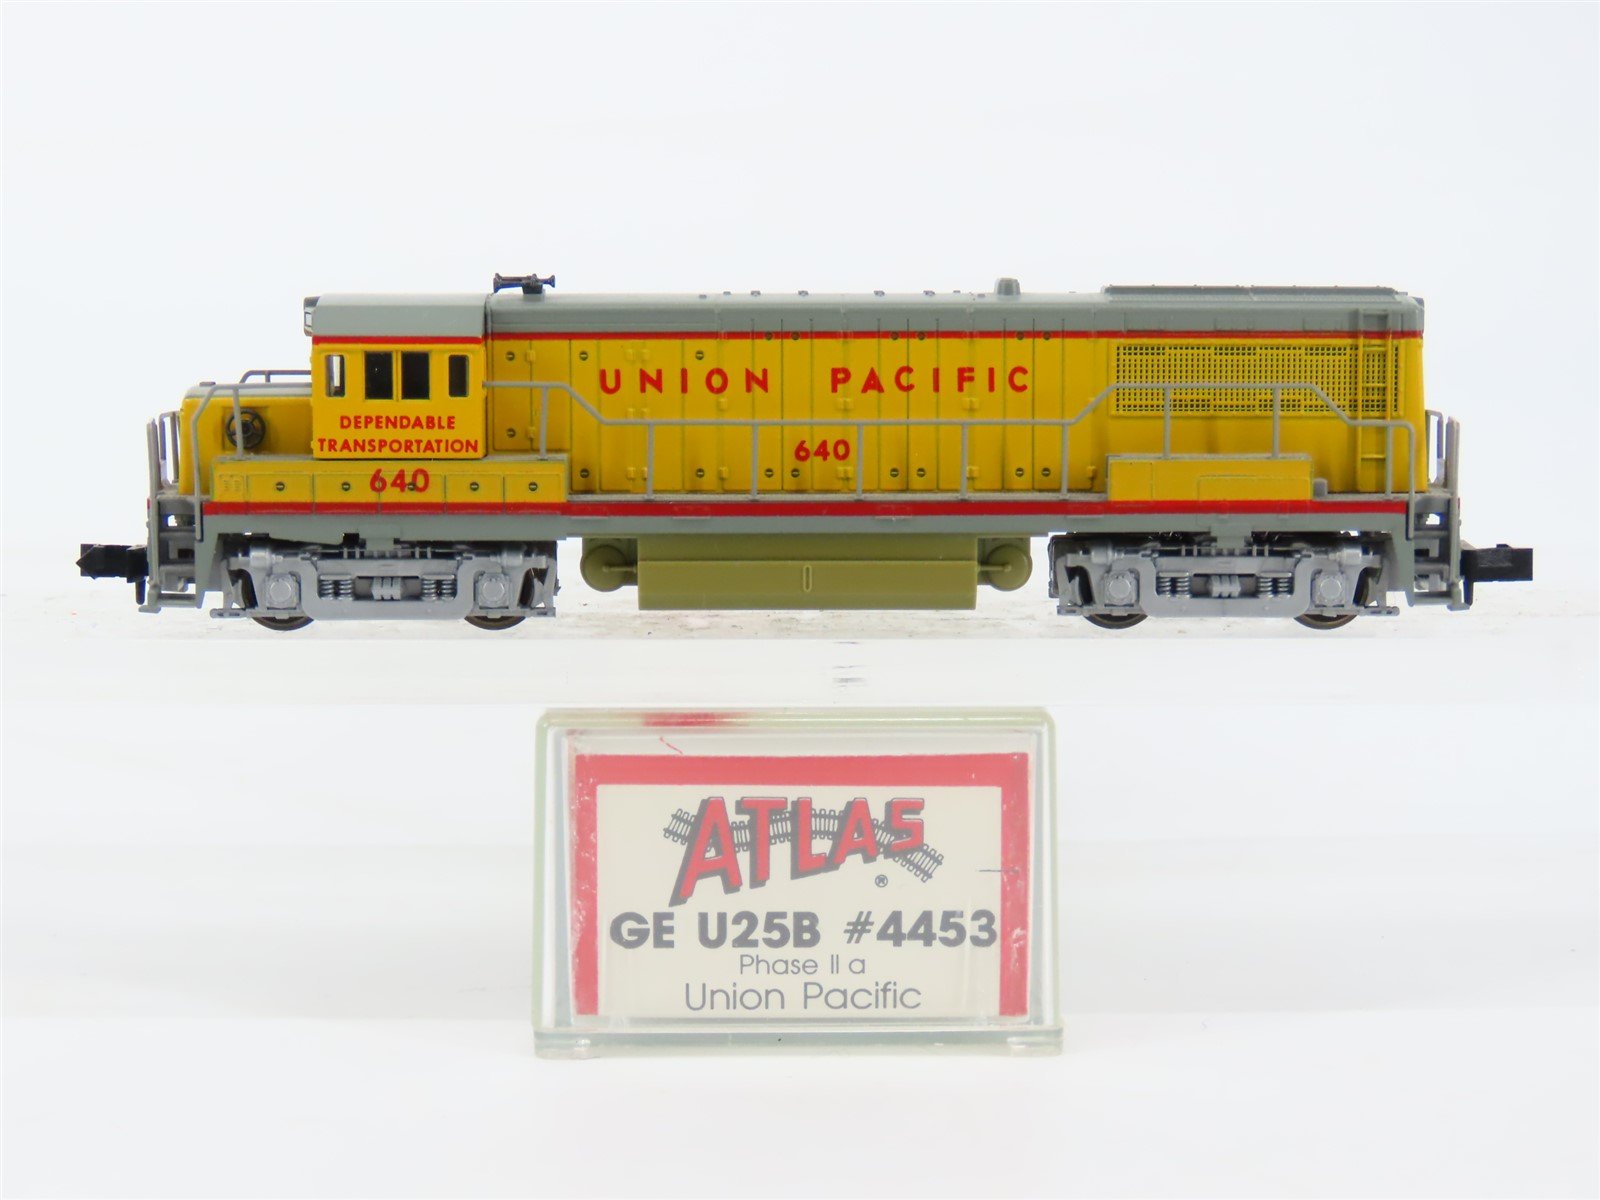 UNION PACIFIC
DEPENDABLE
TRANSPORTATION
640
640
ATLAS®
GE U25B #4453
Phase II a
Union Pacific